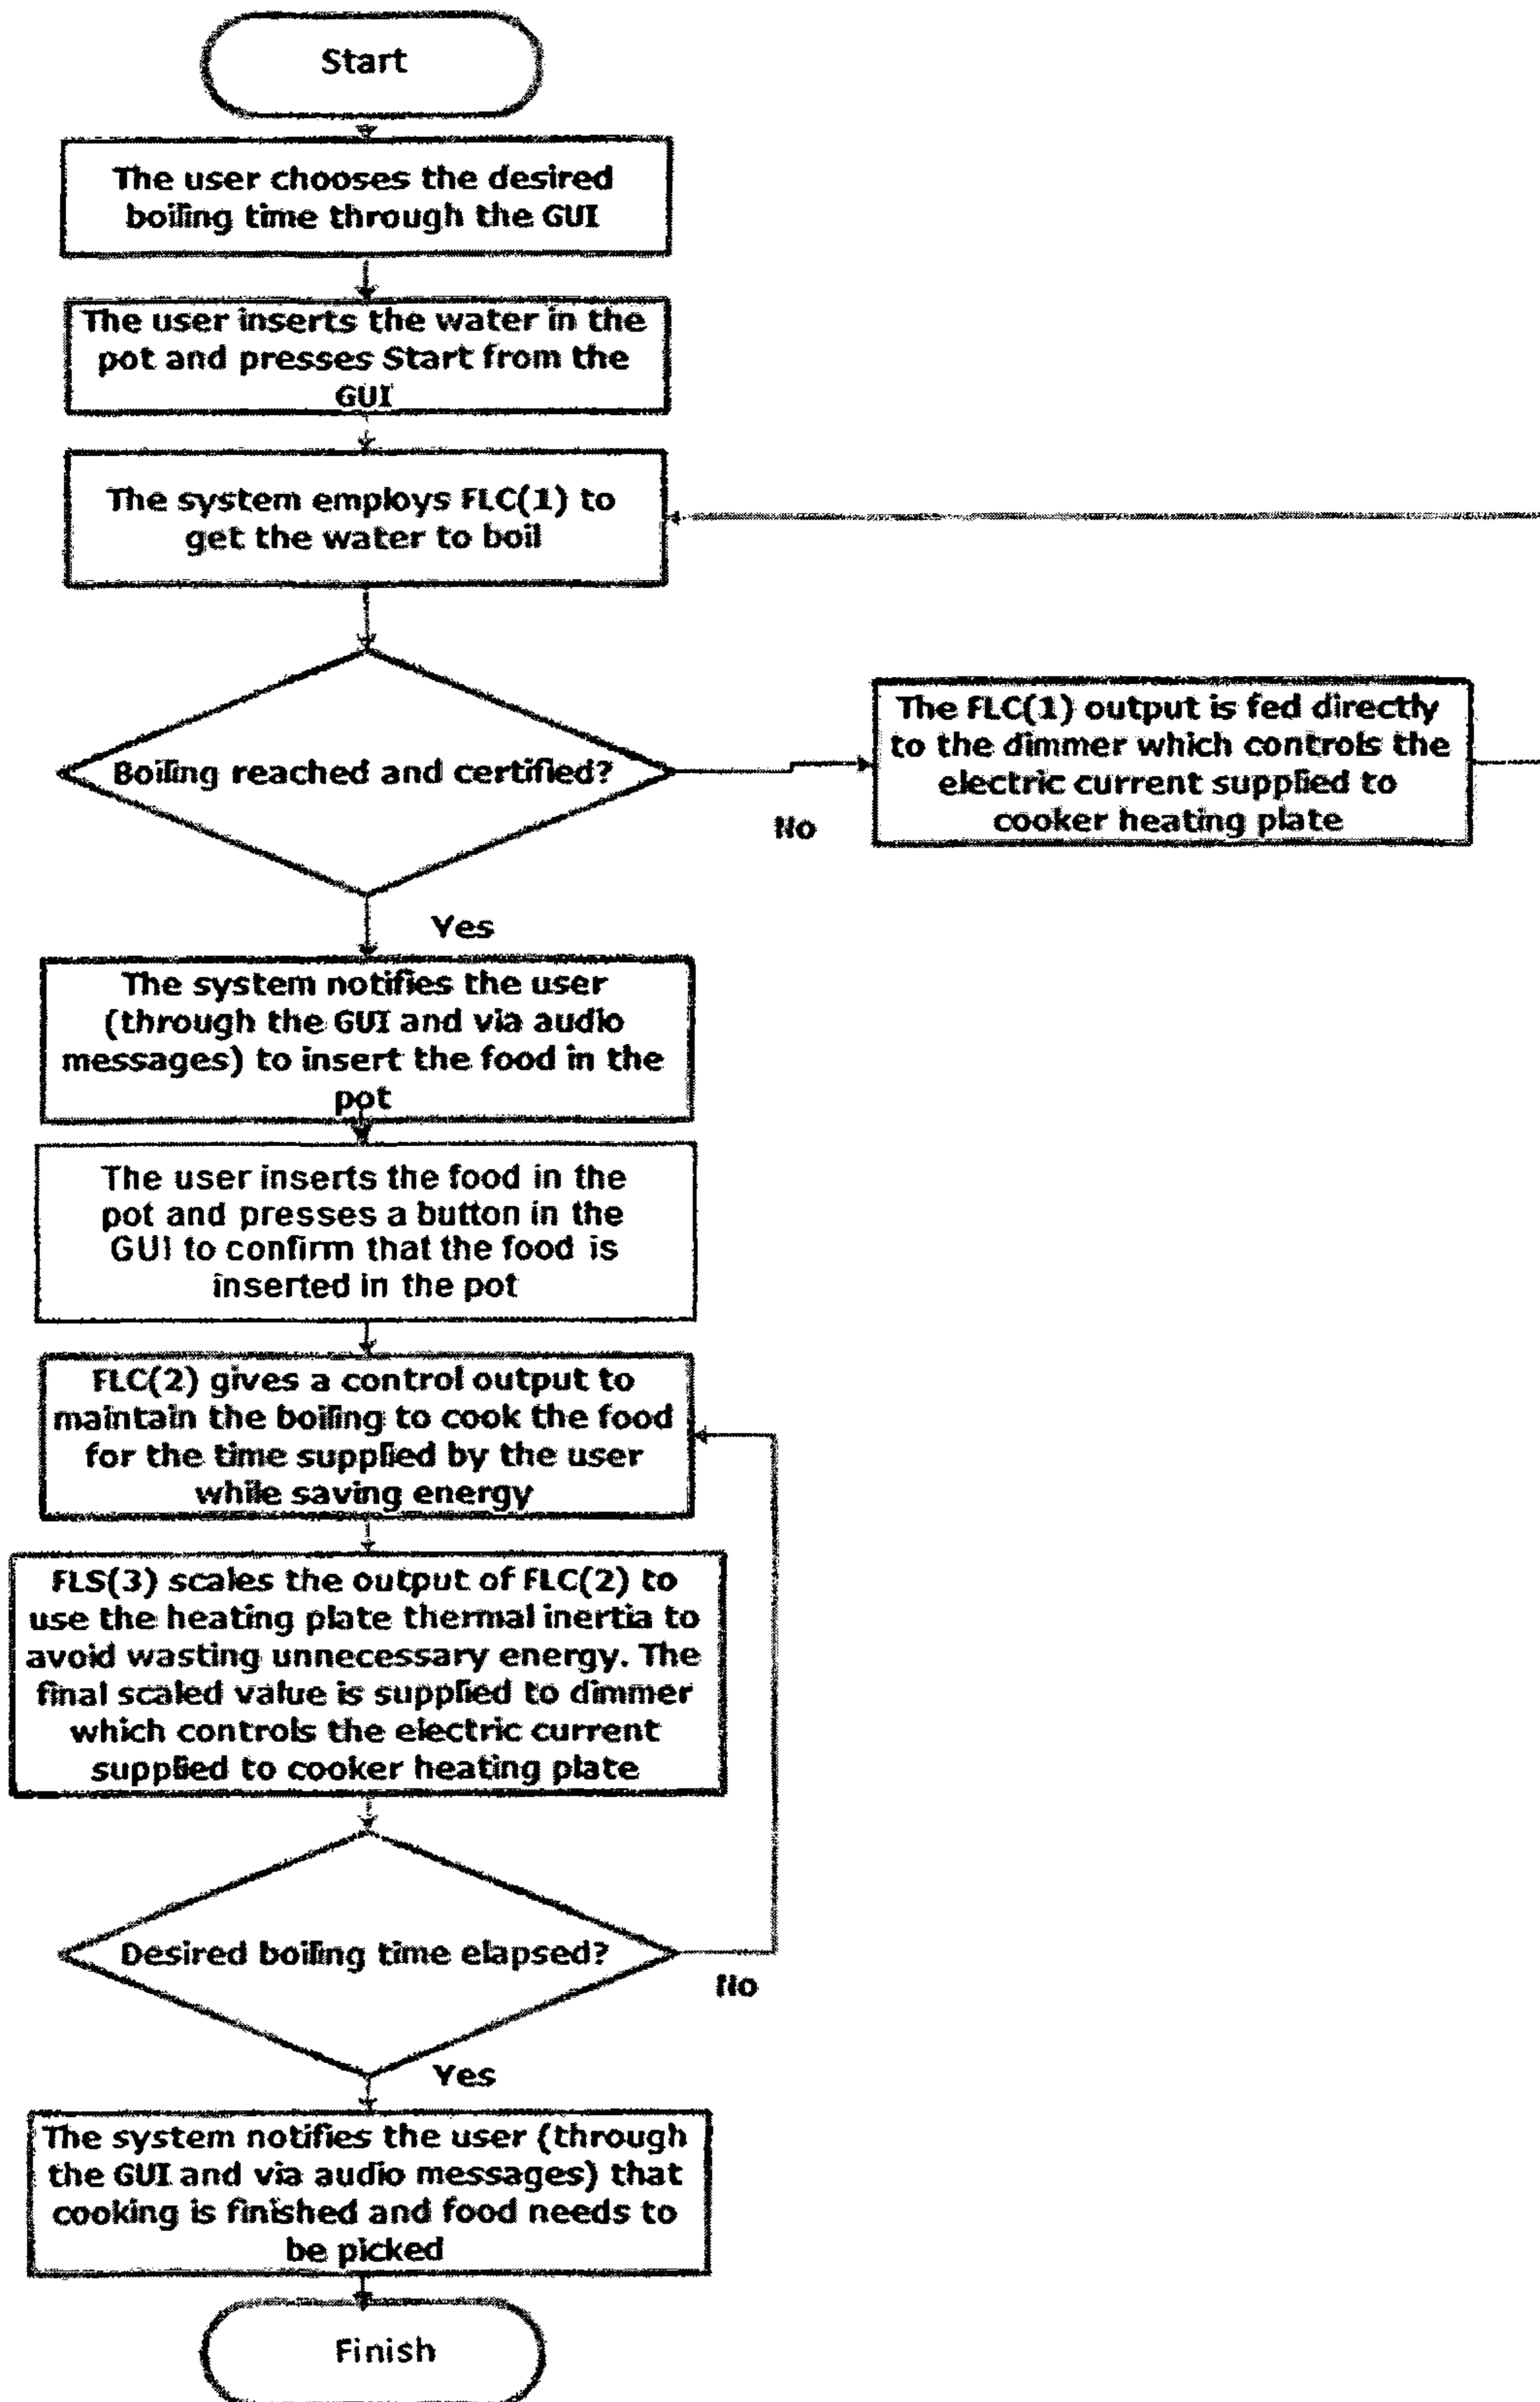 Start
The user chooses the desired
boiling time through the GUI
The user inserts the water in the
pot and presses Start from the
GUI
The system employs FLC(1) to
get the water to boil
Boiling reached and certified?
No
The FLC(1) output is fed directly
to the dimmer which controls the
electric current supplied to
cooker heating plate
Yes
The system notifies the user
(through the GUI and via audio
messages) to insert the food in the
pot
The user inserts the food in the
pot and presses a button in the
GUI to confirm that the food is
inserted in the pot
FLC(2) gives a control output to
maintain the boiling to cook the food
for the time supplied by the user
while saving energy
FLS(3) scales the output of FLC(2) to
use the heating plate thermal inertia to
avoid wasting unnecessary energy. The
final scaled value is supplied to dimmer
which controls the electric current
supplied to cooker heating plate
Desired boiling time elapsed?
No
Yes
The system notifies the user (through
the GUI and via audio messages) that
cooking is finished and food needs to
be picked
Finish